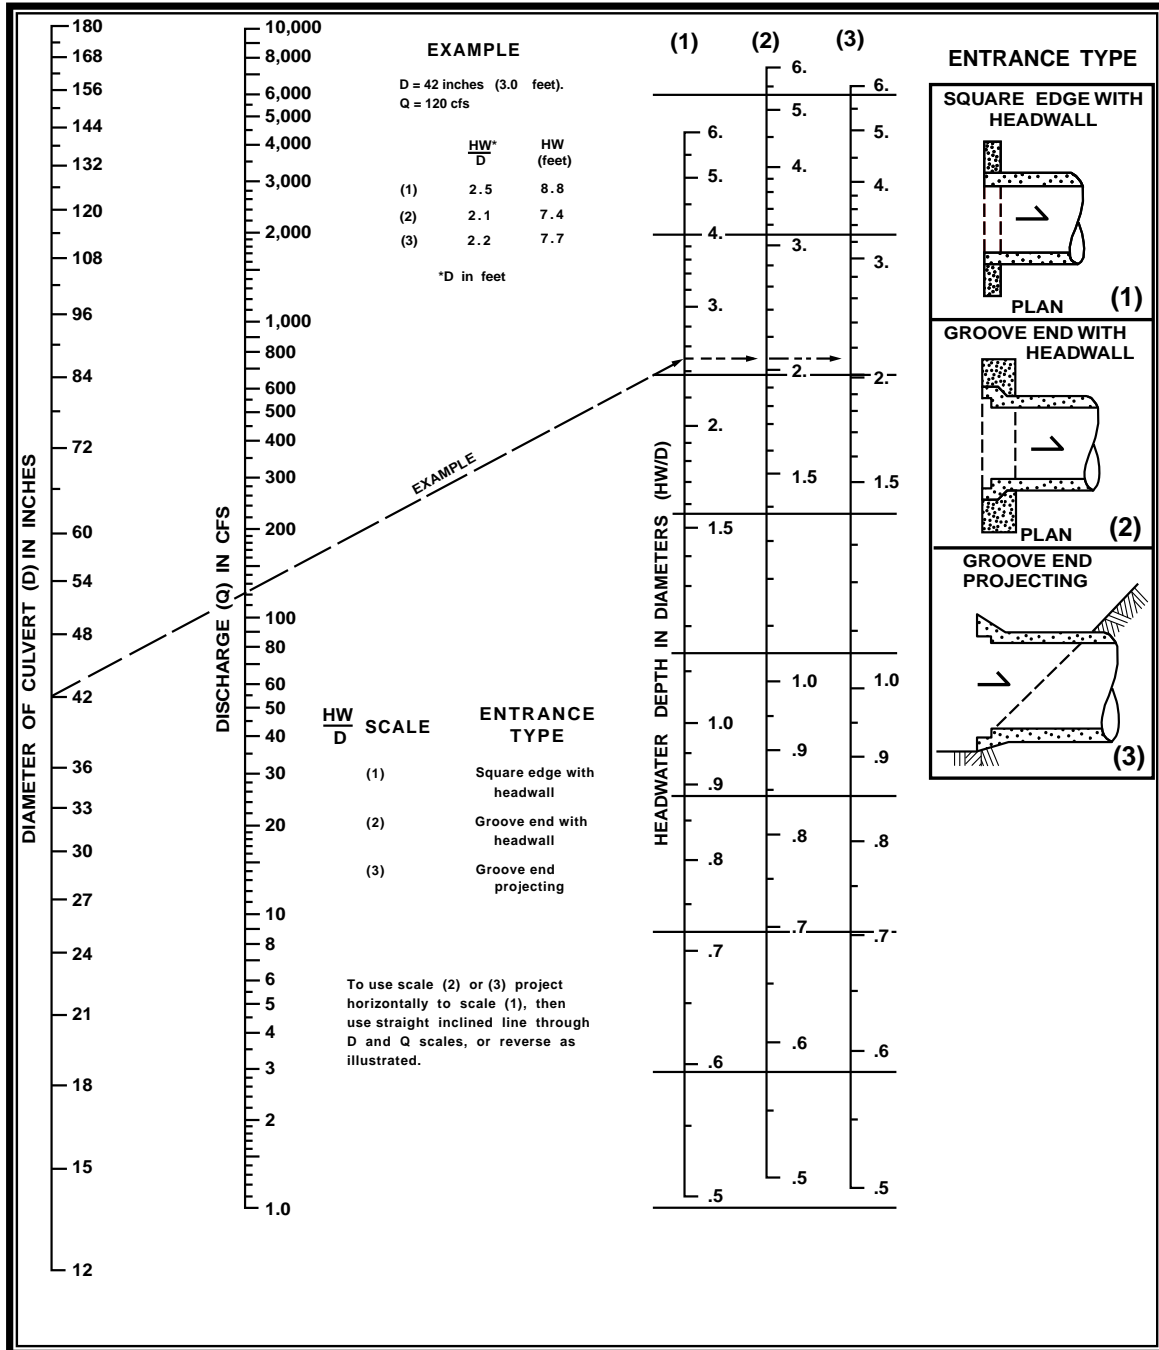 180
168
156
144
132
120
108
96
84
72
60
54
48
42
36
33
30
27
24
21
18
15
12
DIAMETER OF CULVERT (D) IN INCHES
10,000
8,000
6,000
5,000
4,000
3,000
2,000
1,000
800
600
500
400
300
200
100
80
60
50
40
30
20
10
8
6
5
4
3
2
1.0
DISCHARGE (Q) IN CFS
EXAMPLE
D = 42 inches (3.0 feet).
Q = 120 cfs
HW* HW
D (feet)
(1) 2.5 8.8
(2) 2.1 7.4
(3) 2.2 7.7
*D in feet
EXAMPLE
HW
D SCALE ENTRANCE
TYPE
(1) Square edge with
headwall
(2) Groove end with
headwall
(3) Groove end
projecting
To use scale (2) or (3) project
horizontally to scale (1), then
use straight inclined line through
D and Q scales, or reverse as
illustrated.
HEADWATER DEPTH IN DIAMETERS (HW/D)
(1)
6.
5.
4.
3.
2.
1.5
1.0
.9
.8
.7
.6
.5
(2)
6.
5.
4.
3.
2.
1.5
1.0
.9
.8
.7
.6
.5
(3)
6.
5.
4.
3.
2.
1.5
1.0
.9
.8
.7
.6
.5
ENTRANCE TYPE
SQUARE EDGE WITH
HEADWALL
PLAN
(1)
GROOVE END WITH
HEADWALL
PLAN
(2)
GROOVE END
PROJECTING
(3)